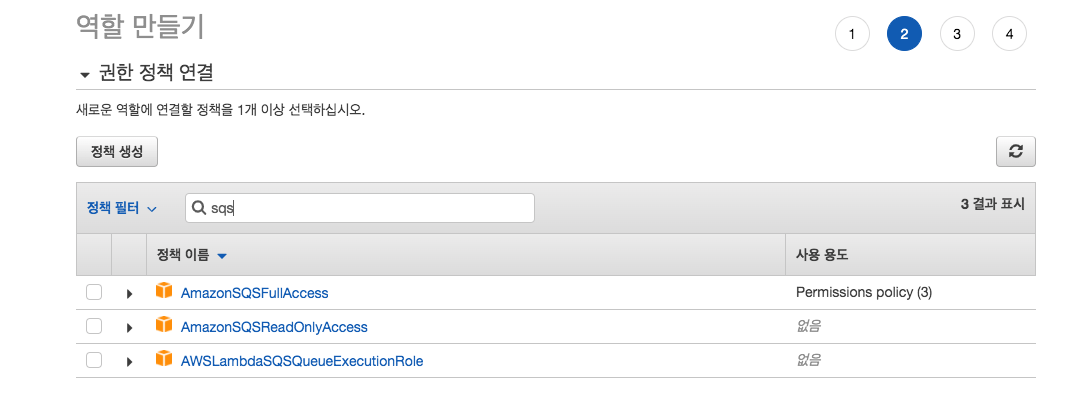 역할 만들기
1 2 3 4
권한 정책 연결
새로운 역할에 연결할 정책을 1개 이상 선택하십시오.
정책 생성
정책 필터 sqs 3 결과 표시
정책 이름 사용 용도
AmazonSQSFullAccess Permissions policy (3)
AmazonSQSReadOnlyAccess 없음
AWSLambdaSQSQueueExecutionRole 없음